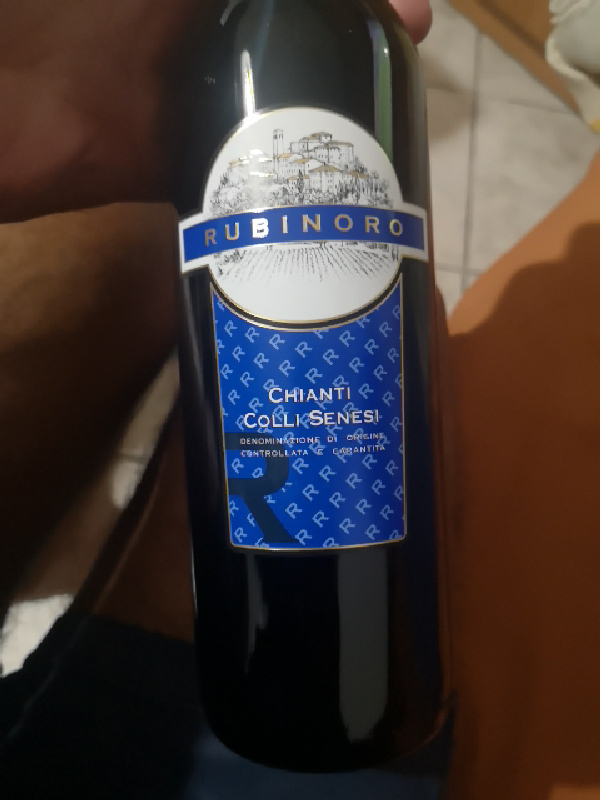 RUBINORO
CHIANTI
COLLI SENESI
DENOMINAZIONE DI ORIGINE
CONTROLLATA E GARANTITA
R